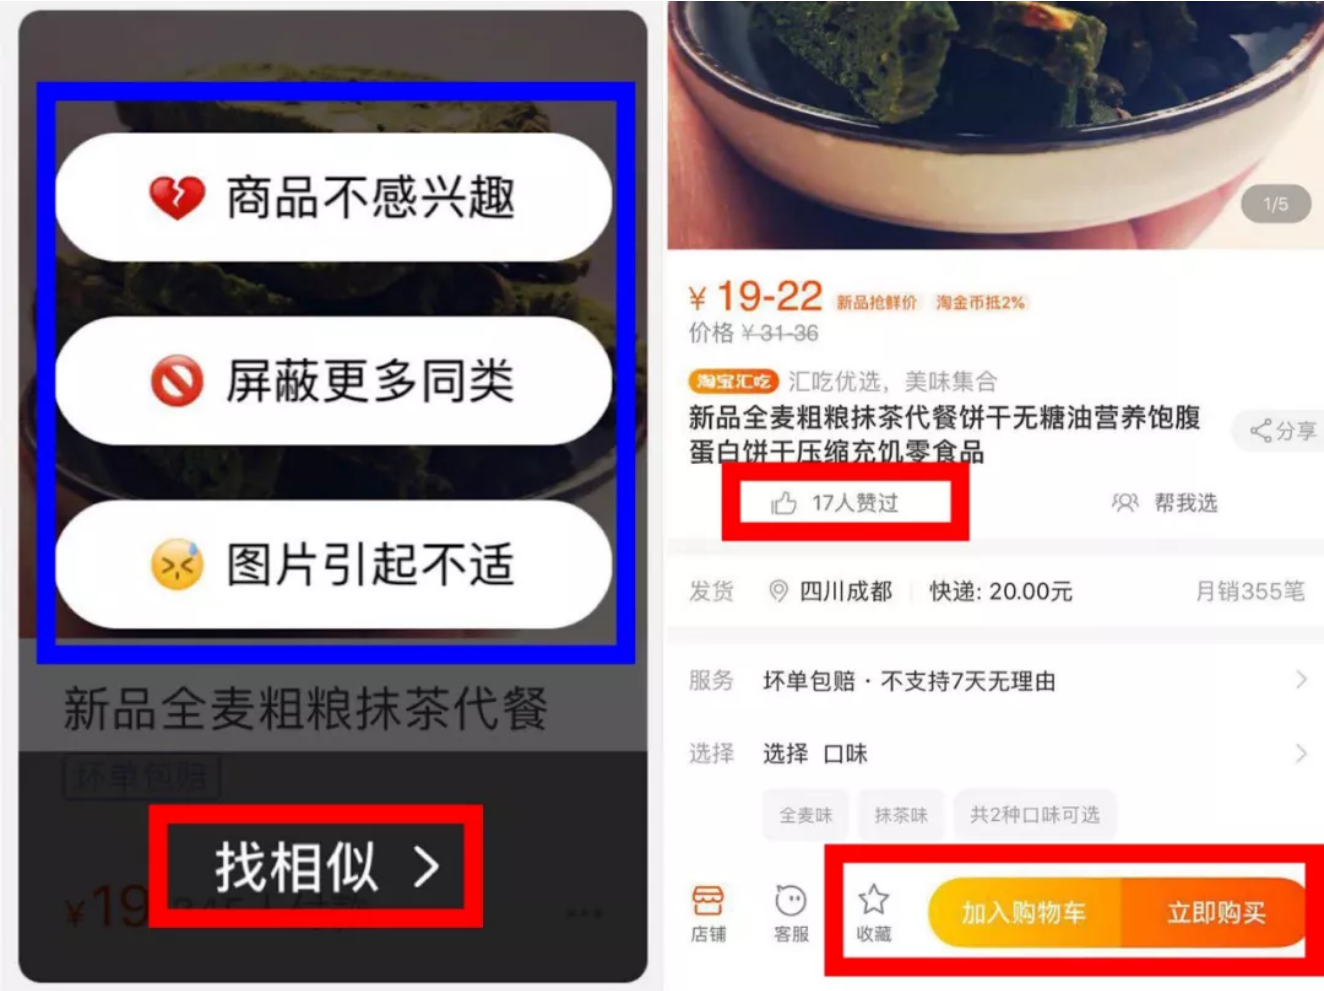 商品不感兴趣
屏蔽更多同类
图片引起不适
新品全麦粗粮抹茶代餐
坏单包赔
找相似
¥19
1/5
¥19-22 新品抢鲜价 淘金币抵2%
价格¥31-36
淘宝汇吃 汇吃优选，美味集合
新品全麦粗粮抹茶代餐饼干无糖油营养饱腹
蛋白饼干压缩充饥零食品
分享
17人赞过 帮我选
发货 四川成都 快递: 20.00元 月销355笔
服务 坏单包赔·不支持7天无理由
选择 选择 口味
全麦味 抹茶味 共2种口味可选
店铺 客服 收藏 加入购物车 立即购买